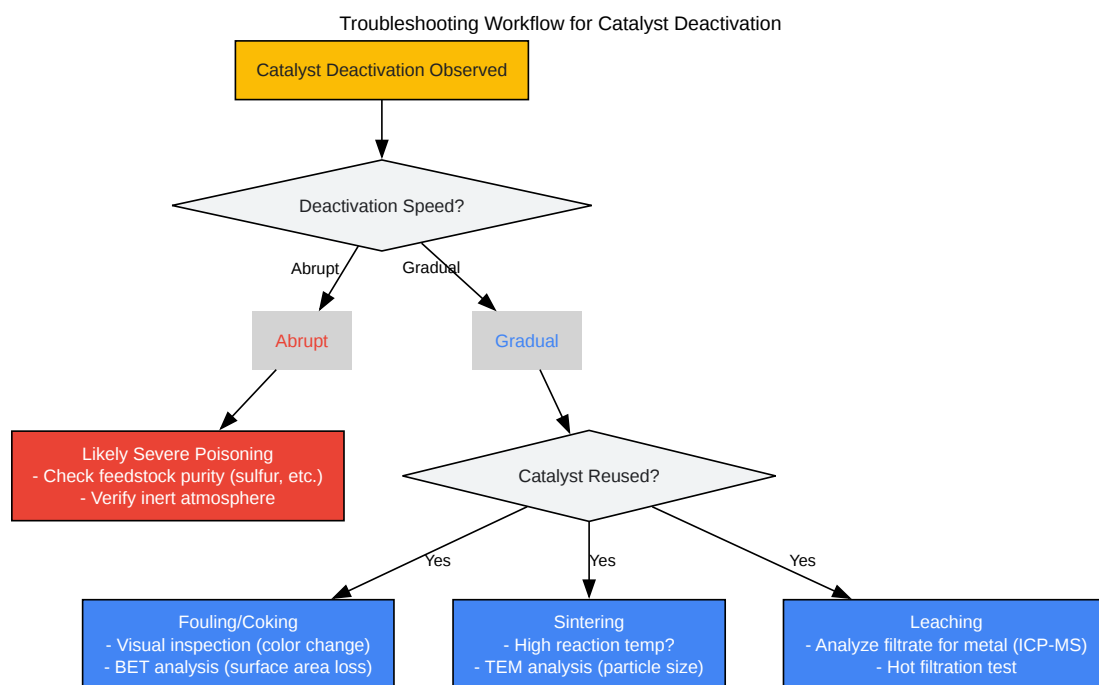 Troubleshooting Workflow for Catalyst Deactivation
Catalyst Deactivation Observed
Deactivation Speed?
Abrupt
Gradual
Abrupt
Gradual
Likely Severe Poisoning
- Check feedstock purity (sulfur, etc.)
- Verify inert atmosphere
Catalyst Reused?
Yes
Yes
Yes
Fouling/Coking
- Visual inspection (color change)
- BET analysis (surface area loss)
Sintering
- High reaction temp?
- TEM analysis (particle size)
Leaching
- Analyze filtrate for metal (ICP-MS)
- Hot filtration test